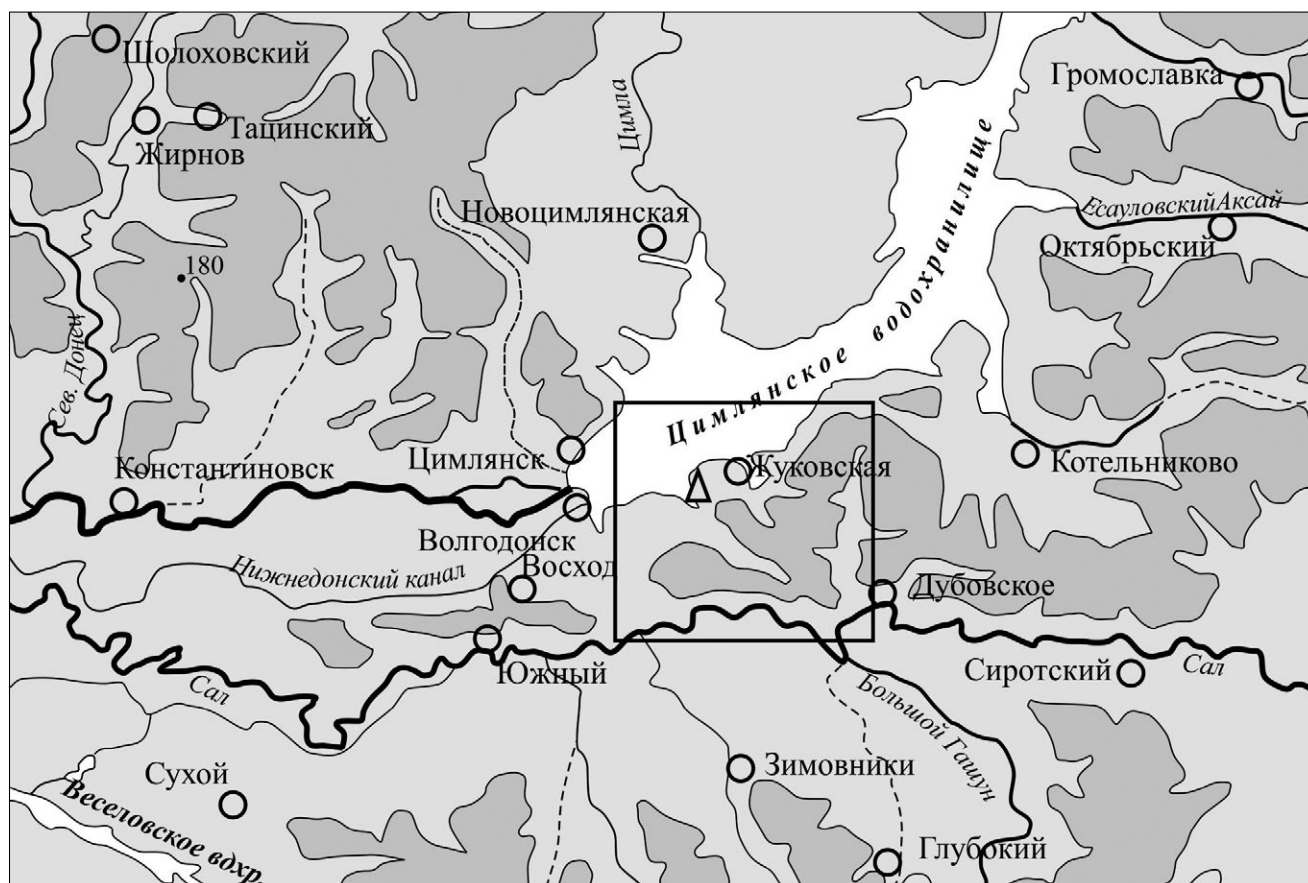 Шолоховский
Громославка
Цимла
Тацинский
Жирнов
Есауловский Аксай
Новоцимлянская
Октябрьский
180
Цимлянское водохранилище
Сев. Донец
Цимлянск
Жуковская
Котельниково
Константиновск
Волгодонск
Нижнедонский канал
Восход
Дубовское
Южный
Сиротский
Сал
Сал
Большой Гашун
Сухой
Зимовники
Веселовское вдхр.
Глубокий